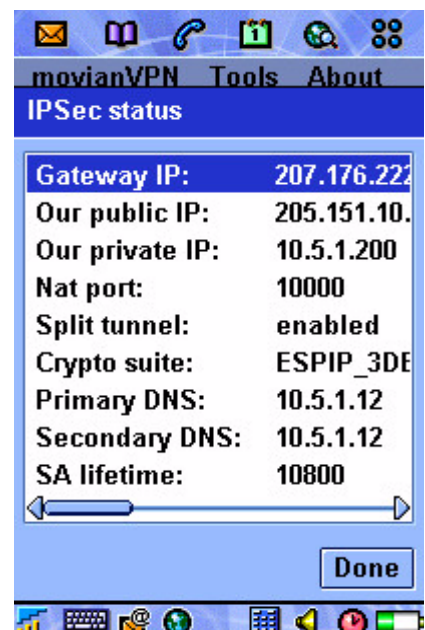 movianVPN Tools About
IPSec status
Gateway IP: 207.176.222
Our public IP: 205.151.10.
Our private IP: 10.5.1.200
Nat port: 10000
Split tunnel: enabled
Crypto suite: ESPIP_3DE
Primary DNS: 10.5.1.12
Secondary DNS: 10.5.1.12
SA lifetime: 10800
Done